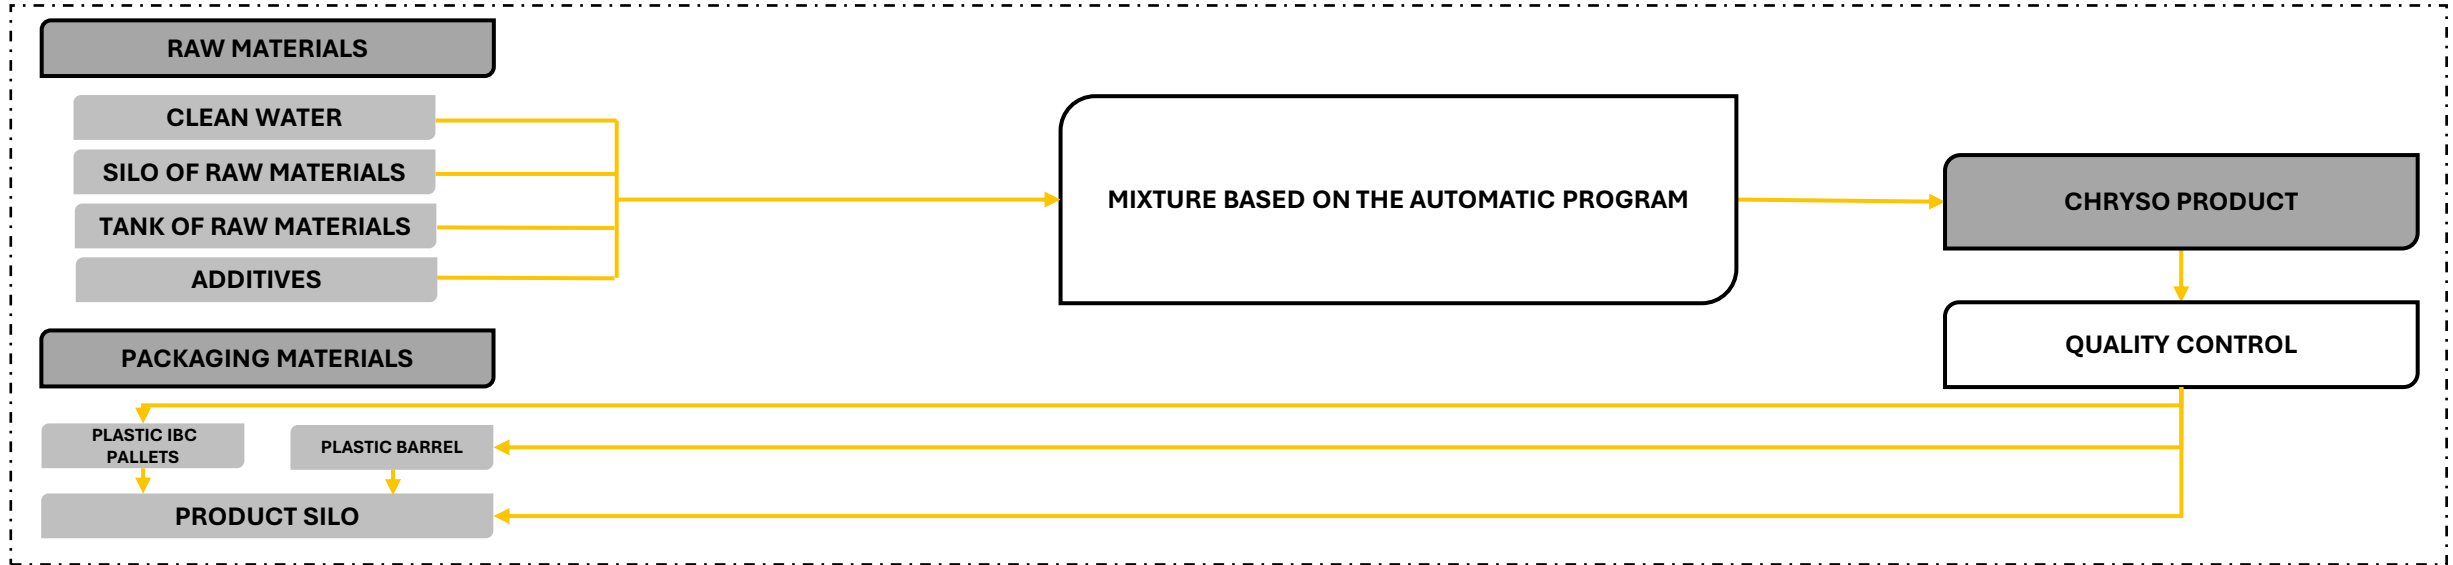 RAW MATERIALS
CLEAN WATER
SILO OF RAW MATERIALS
TANK OF RAW MATERIALS
ADDITIVES
MIXTURE BASED ON THE AUTOMATIC PROGRAM
CHRYSO PRODUCT
QUALITY CONTROL
PACKAGING MATERIALS
PLASTIC IBC
PALLETS
PLASTIC BARREL
PRODUCT SILO